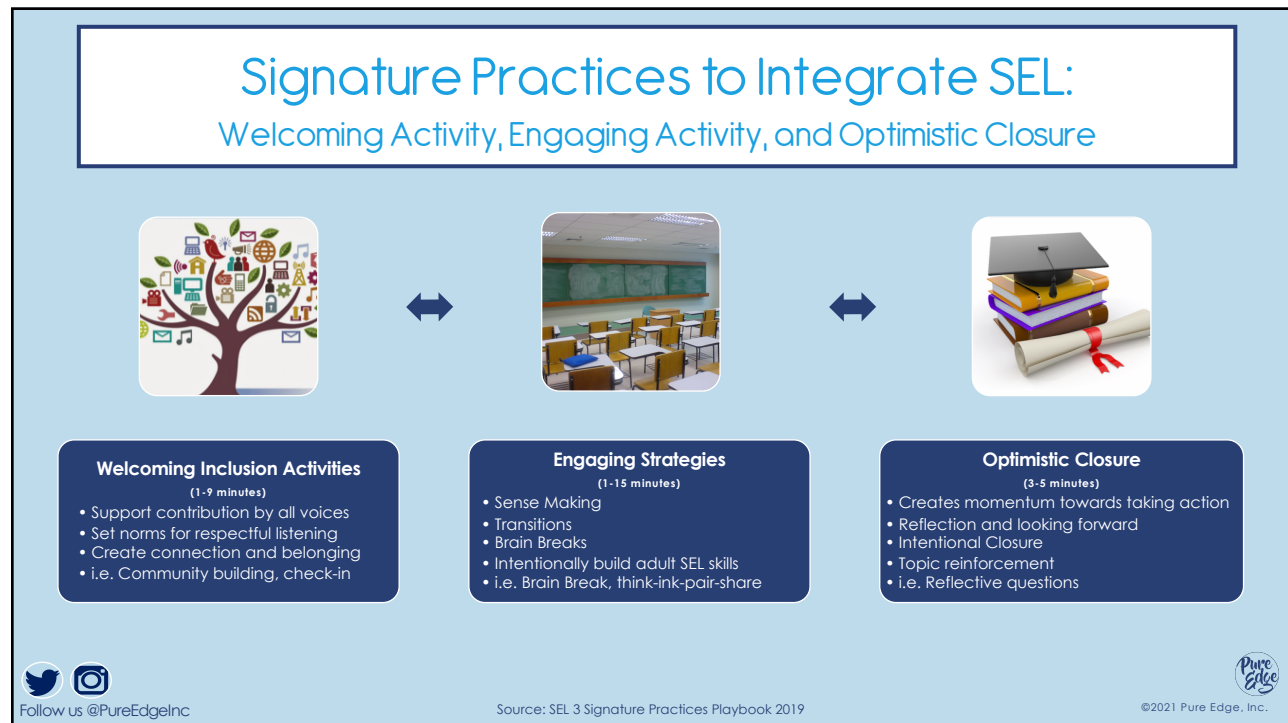 Signature Practices to Integrate SEL:
Welcoming Activity, Engaging Activity, and Optimistic Closure
Welcoming Inclusion Activities
(1-9 minutes)
• Support contribution by all voices
• Set norms for respectful listening
• Create connection and belonging
• i.e. Community building, check-in
Engaging Strategies
(1-15 minutes)
• Sense Making
• Transitions
• Brain Breaks
• Intentionally build adult SEL skills
• i.e. Brain Break, think-ink-pair-share
Optimistic Closure
(3-5 minutes)
• Creates momentum towards taking action
• Reflection and looking forward
• Intentional Closure
• Topic reinforcement
• i.e. Reflective questions
Follow us @PureEdgeInc
Source: SEL 3 Signature Practices Playbook 2019
Pure
Edge
©2021 Pure Edge, Inc.